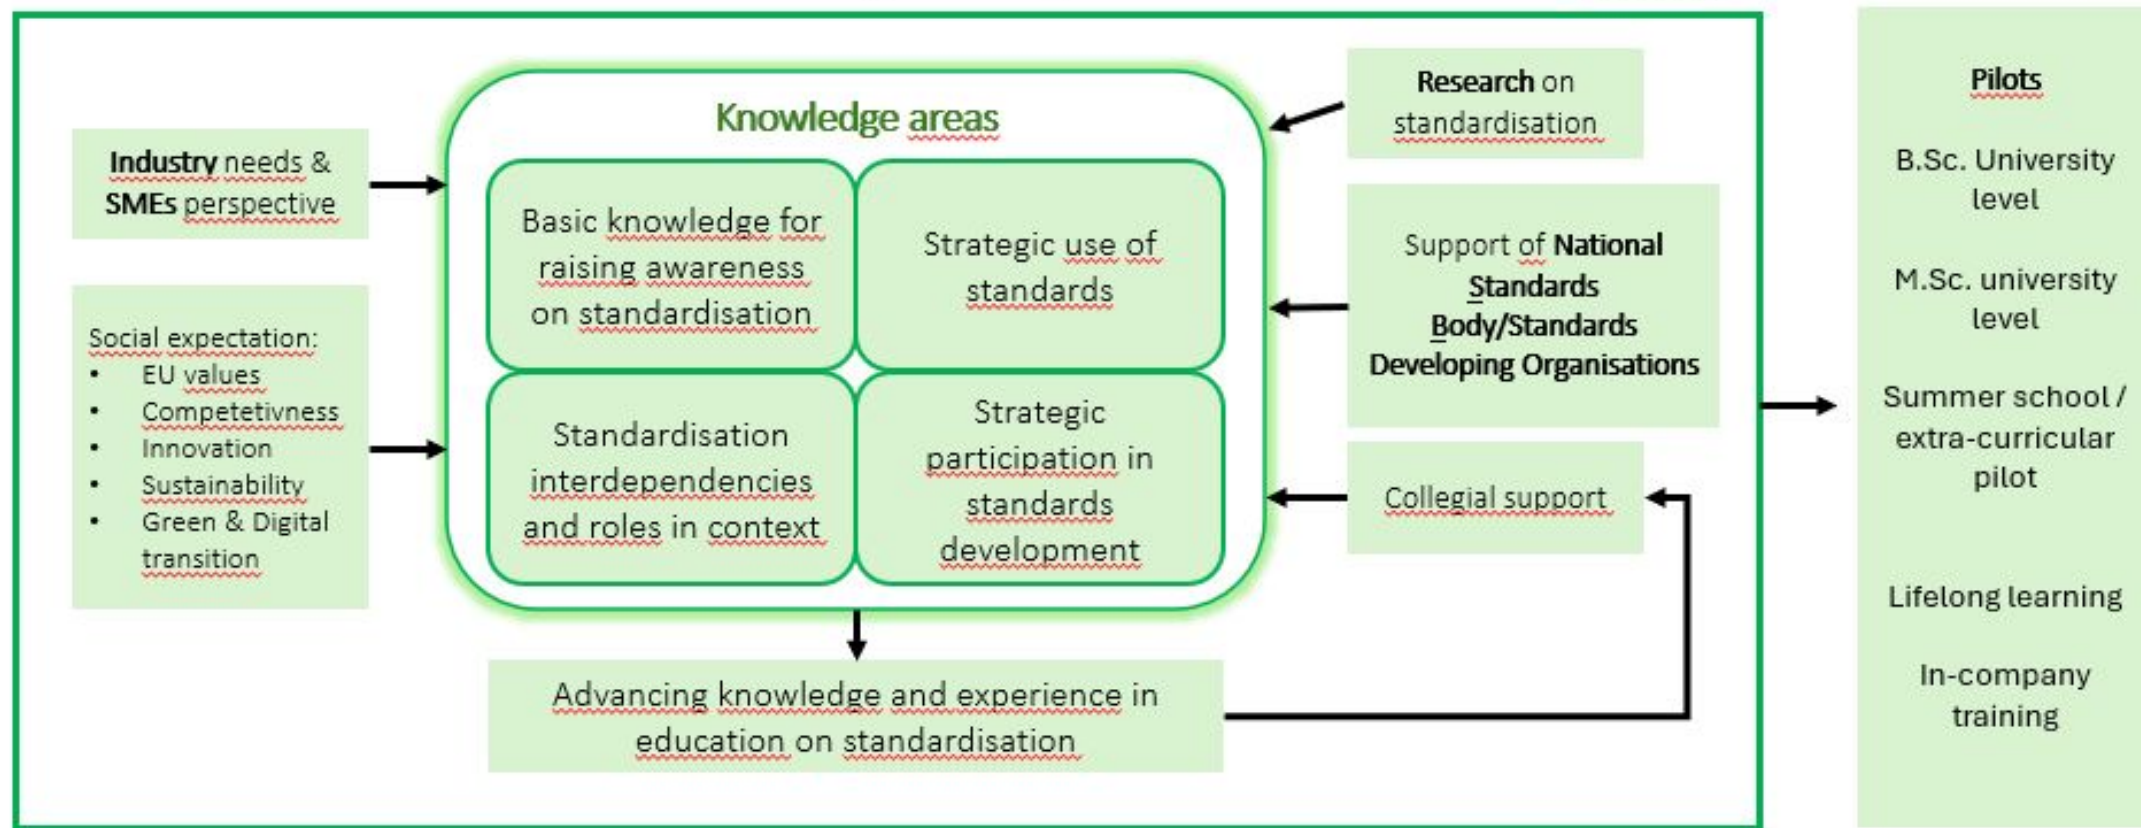 Knowledge areas
Industry needs &
SMEs perspective
Social expectation:
• EU values
• Competetivness
• Innovation
• Sustainability
• Green & Digital
transition
Basic knowledge for
raising awareness
on standardisation
Strategic use of
standards
Standardisation
interdependencies
and roles in context
Strategic
participation in
standards
development
Advancing knowledge and experience in
education on standardisation
Research on
standardisation
Support of National
Standards
Body/Standards
Developing Organisations
Collegial support
Pilots
B.Sc. University
level
M.Sc. university
level
Summer school /
extra-curricular
pilot
Lifelong learning
In-company
training